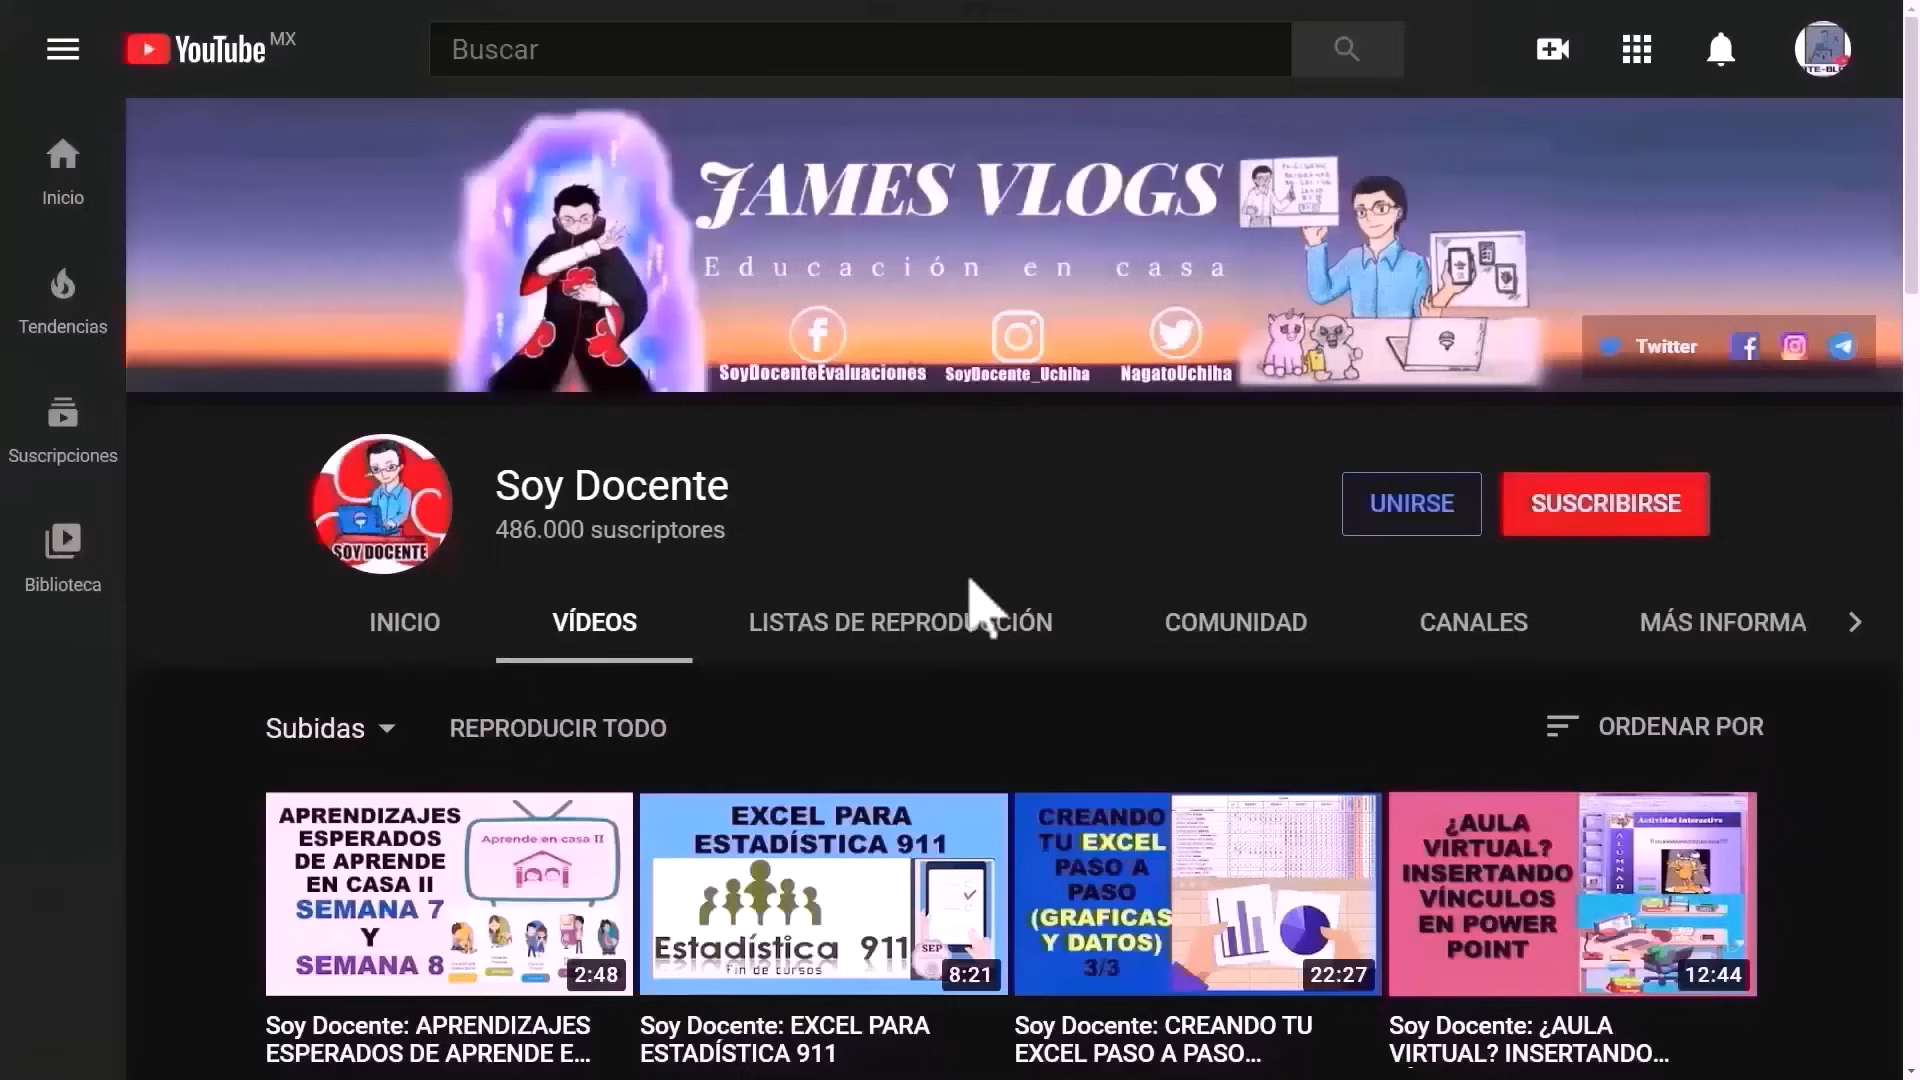 YouTube MX
Buscar
Inicio
Tendencias
Suscripciones
Biblioteca
JAMES VLOGS
Educación en casa
SoyDocenteEvaluaciones SoyDocente_Uchiha NagatoUchiha
Twitter
SOY DOCENTE
Soy Docente
486.000 suscriptores
UNIRSE
SUSCRIBIRSE
INICIO VÍDEOS LISTAS DE REPRODUCCIÓN COMUNIDAD CANALES MÁS INFORMA
Subidas REPRODUCIR TODO ORDENAR POR
APRENDIZAJES
ESPERADOS
DE APRENDE
EN CASA II
SEMANA 7
Y
SEMANA 8
Aprende en casa II
2:48
EXCEL PARA
ESTADÍSTICA 911
Estadística 911
Fin de cursos
SEP
8:21
CREANDO
TU EXCEL
PASO A
PASO
(GRAFICAS
Y DATOS)
3/3
22:27
¿AULA
VIRTUAL?
INSERTANDO
VÍNCULOS
EN POWER
POINT
Actividad Interactiva
12:44
Soy Docente: APRENDIZAJES
ESPERADOS DE APRENDE E...
Soy Docente: EXCEL PARA
ESTADÍSTICA 911
Soy Docente: CREANDO TU
EXCEL PASO A PASO...
Soy Docente: ¿AULA
VIRTUAL? INSERTANDO...